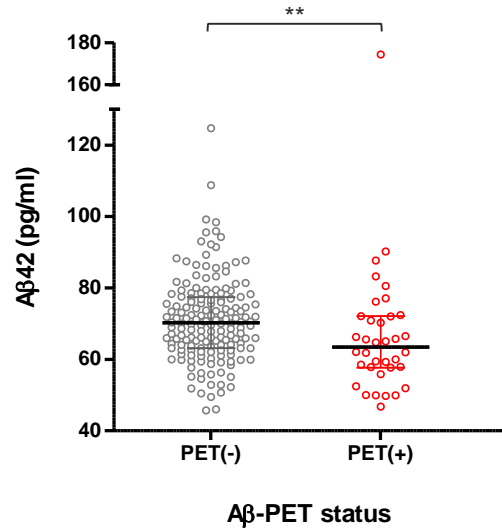 **
180
160
120
100
80
60
40
Aβ42 (pg/ml)
PET(-)
PET(+)
Aβ-PET status